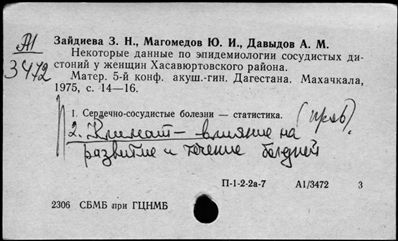 А1
3472
Зайдиева З. Н., Магомедов Ю. И., Давыдов А. М.
Некоторые данные по эпидемиологии сосудистых ди-
стоний у женщин Хасавюртовского района.
Матер. 5-й конф. акуш.-гин. Дагестана. Махачкала,
1975, с. 14—16.
1. Сердечно-сосудистые болезни — статистика.
2. Климат — влияние на
развитие и течение болезней
П-1-2-2а-7 А1/3472 3
2306 СБМБ при ГЦНМБ